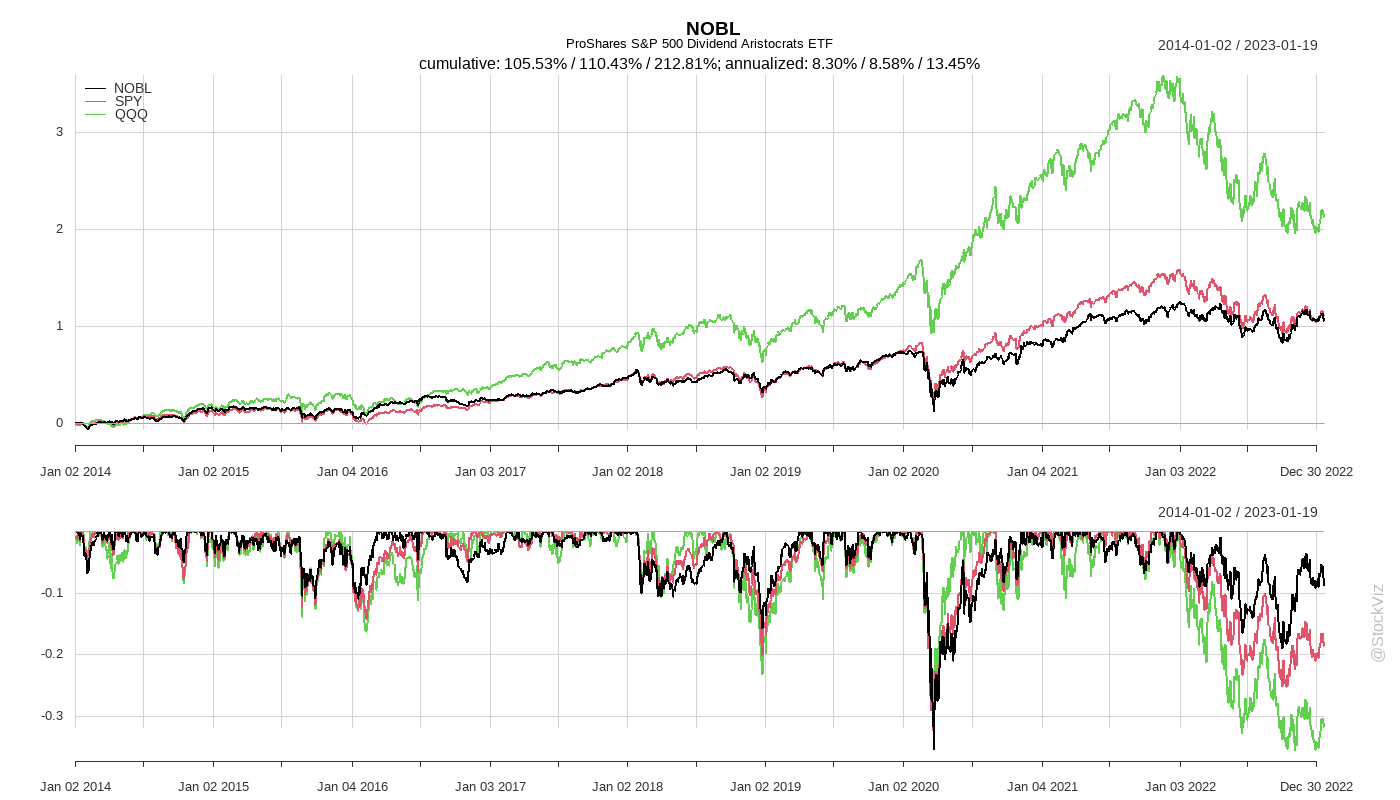 NOBL
ProShares S&P 500 Dividend Aristocrats ETF
2014-01-02 / 2023-01-19
cumulative: 105.53% / 110.43% / 212.81%; annualized: 8.30% / 8.58% / 13.45%
NOBL
SPY
QQQ
3
2
1
0
Jan 02 2014 Jan 02 2015 Jan 04 2016 Jan 03 2017 Jan 02 2018 Jan 02 2019 Jan 02 2020 Jan 04 2021 Jan 03 2022 Dec 30 2022
2014-01-02 / 2023-01-19
-0.1
-0.2
-0.3
Jan 02 2014 Jan 02 2015 Jan 04 2016 Jan 03 2017 Jan 02 2018 Jan 02 2019 Jan 02 2020 Jan 04 2021 Jan 03 2022 Dec 30 2022
@StockViz